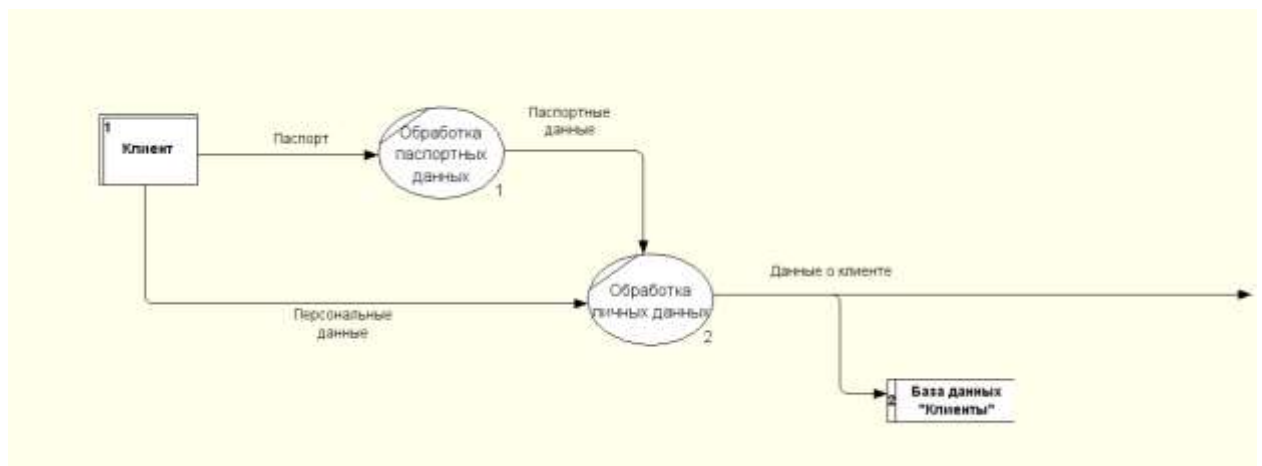 1
Клиент
Паспорт
Обработка
паспортных
данных
1
Паспортные
данные
Персональные
данные
Обработка
личных данных
2
Данные о клиенте
База данных
"Клиенты"